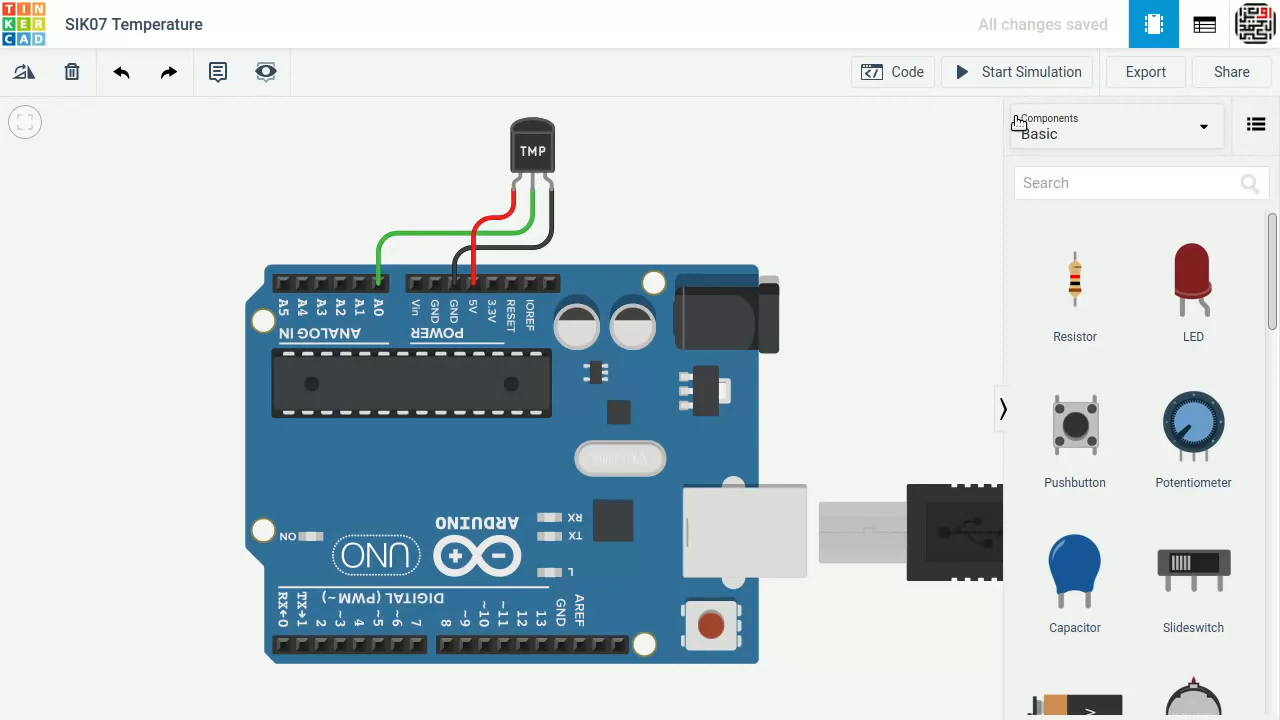 TIN
KER
CAD
SIK07 Temperature
All changes saved
Code
Start Simulation
Export
Share
Components
Basic
Search
Resistor
LED
Pushbutton
Potentiometer
Capacitor
Slideswitch
TMP
A5
A4
A3
A2
A1
A0
Vin
GND
GND
5V
3.3V
RESET
IOREF
ANALOG IN
POWER
RX
TX
L
ON
ARDUINO
UNO
DIGITAL (PWM~)
RX←0
TX→1
2
~3
4
~5
~6
7
8
~9
~10
~11
12
13
GND
AREF